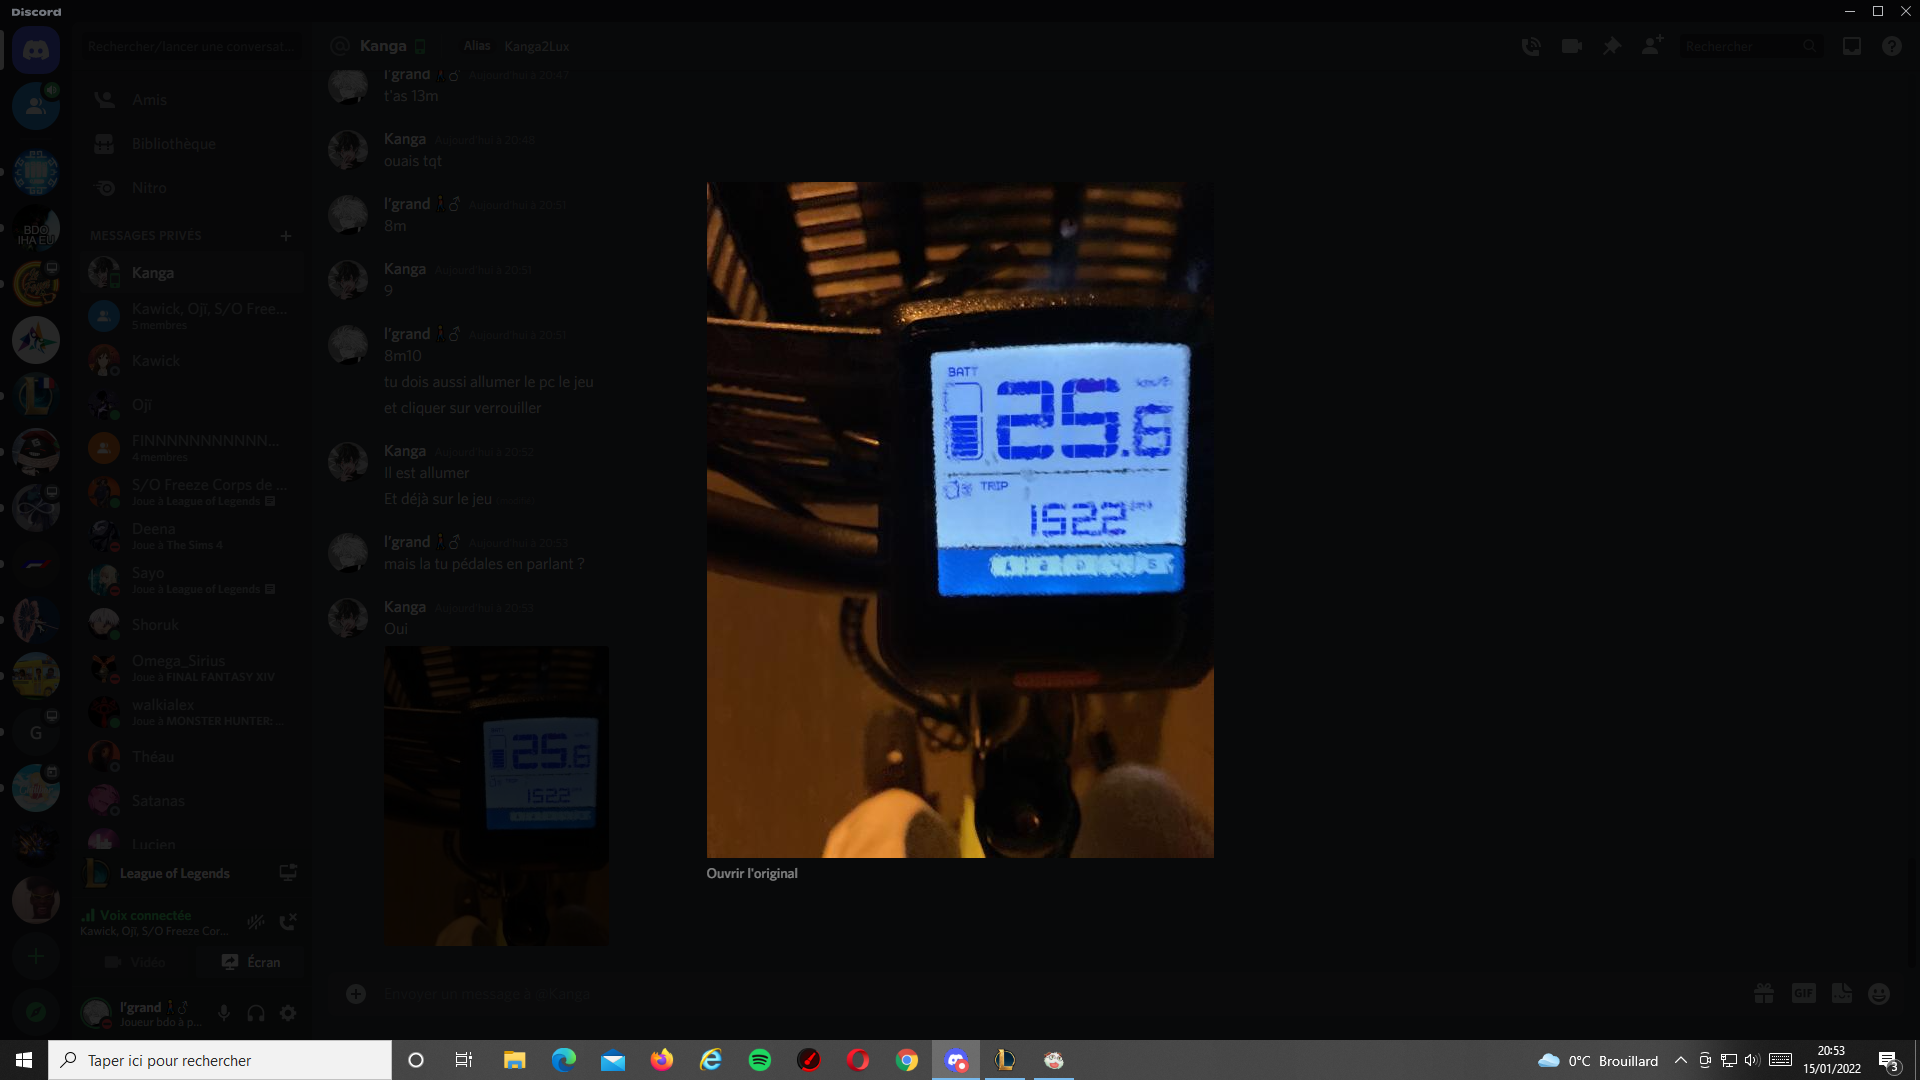 Discord
Rechercher/lancer une conversat...
Kanga
Alias
Kanga2Lux
Rechercher
Amis
Bibliothèque
Nitro
MESSAGES PRIVÉS
Kanga
Kawick, Ojï, S/O Free...
5 membres
Kawick
Ojï
FINNNNNNNNNNN...
4 membres
S/O Freeze Corps de ...
Joue à League of Legends
Deena
Joue à The Sims 4
Sayo
Joue à League of Legends
Shoruk
Omega_Sirius
Joue à FINAL FANTASY XIV
walkialex
Joue à MONSTER HUNTER: ...
Théau
Satanas
Lucien
BDO
IHA EU
G
League of Legends
Voix connectée
Kawick, Ojï, S/O Freeze Cor...
Vidéo
Écran
l'grand
Joueur bdo à p...
l'grand Aujourd'hui à 20:47
t'as 13m
Kanga Aujourd'hui à 20:48
ouais tqt
l'grand Aujourd'hui à 20:51
8m
Kanga Aujourd'hui à 20:51
9
l'grand Aujourd'hui à 20:51
8m10
tu dois aussi allumer le pc le jeu
et cliquer sur verrouiller
Kanga Aujourd'hui à 20:52
Il est allumer
Et déjà sur le jeu
l'grand Aujourd'hui à 20:53
mais la tu pédales en parlant ?
Kanga Aujourd'hui à 20:53
Oui
BATT
25.6
km/h
TRIP
1522
Ouvrir l'original
Envoyer un message à @Kanga
GIF
Taper ici pour rechercher
0°C Brouillard
20:53
15/01/2022
3